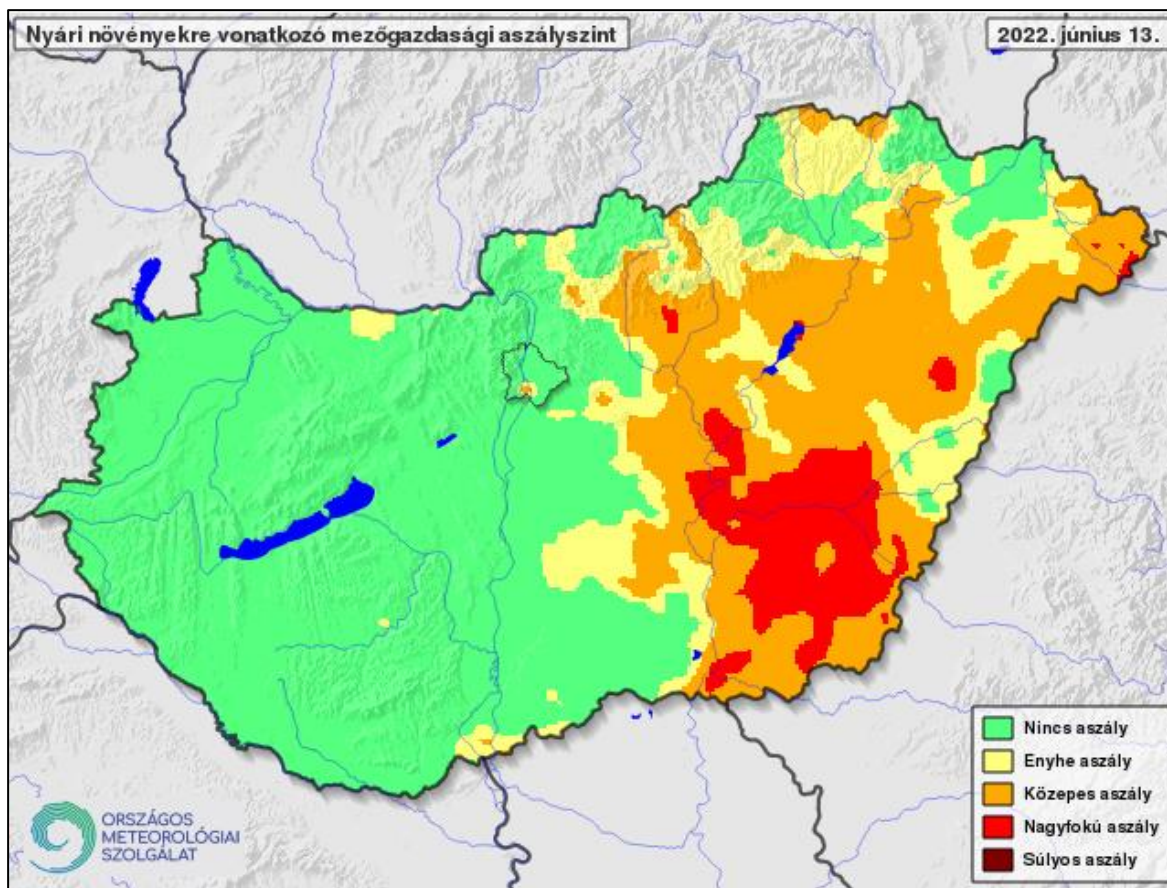 Nyári növényekre vonatkozó mezőgazdasági aszályszint
2022. június 13.
Nincs aszály
Enyhe aszály
Közepes aszály
Nagyfokú aszály
Súlyos aszály
ORSZÁGOS
METEOROLÓGIAI
SZOLGÁLAT